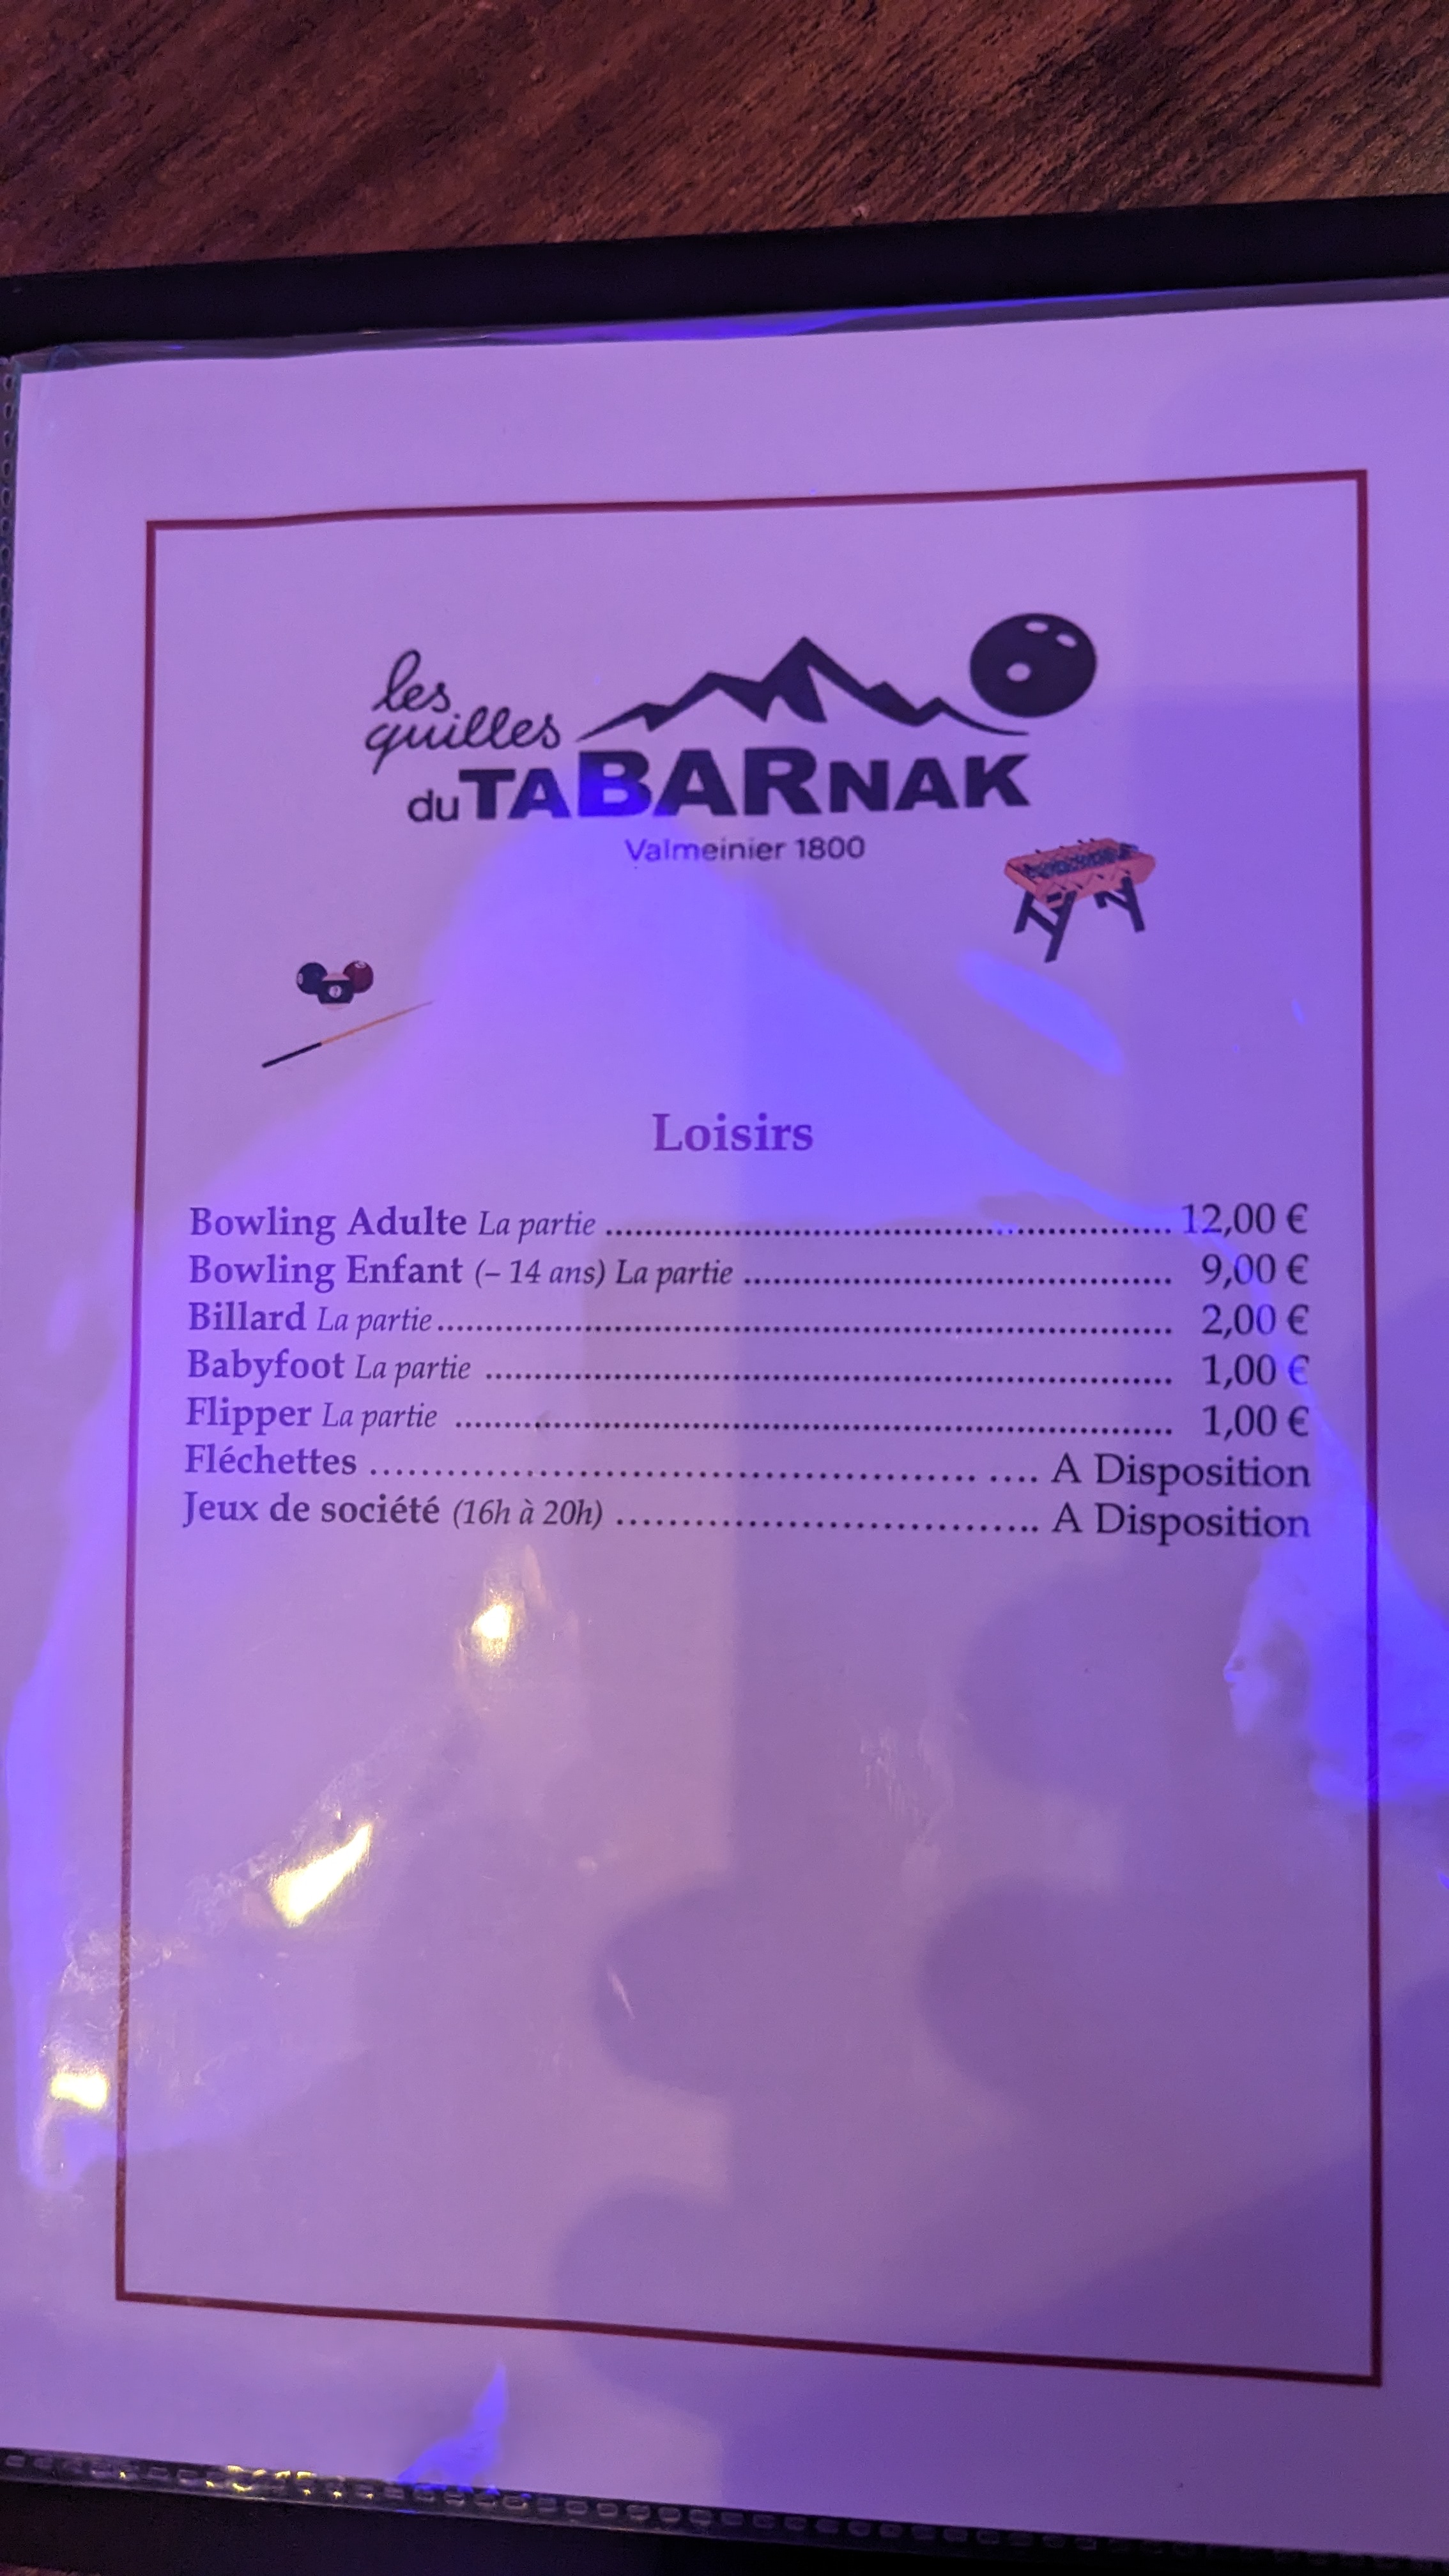 les
quilles
du TABARNAK
Valmeinier 1800
Loisirs
Bowling Adulte La partie ........................................ 12,00 €
Bowling Enfant (– 14 ans) La partie ........................................ 9,00 €
Billard La partie ........................................ 2,00 €
Babyfoot La partie ........................................ 1,00 €
Flipper La partie ........................................ 1,00 €
Fléchettes ........................................ .... A Disposition
Jeux de société (16h à 20h) ........................................ A Disposition